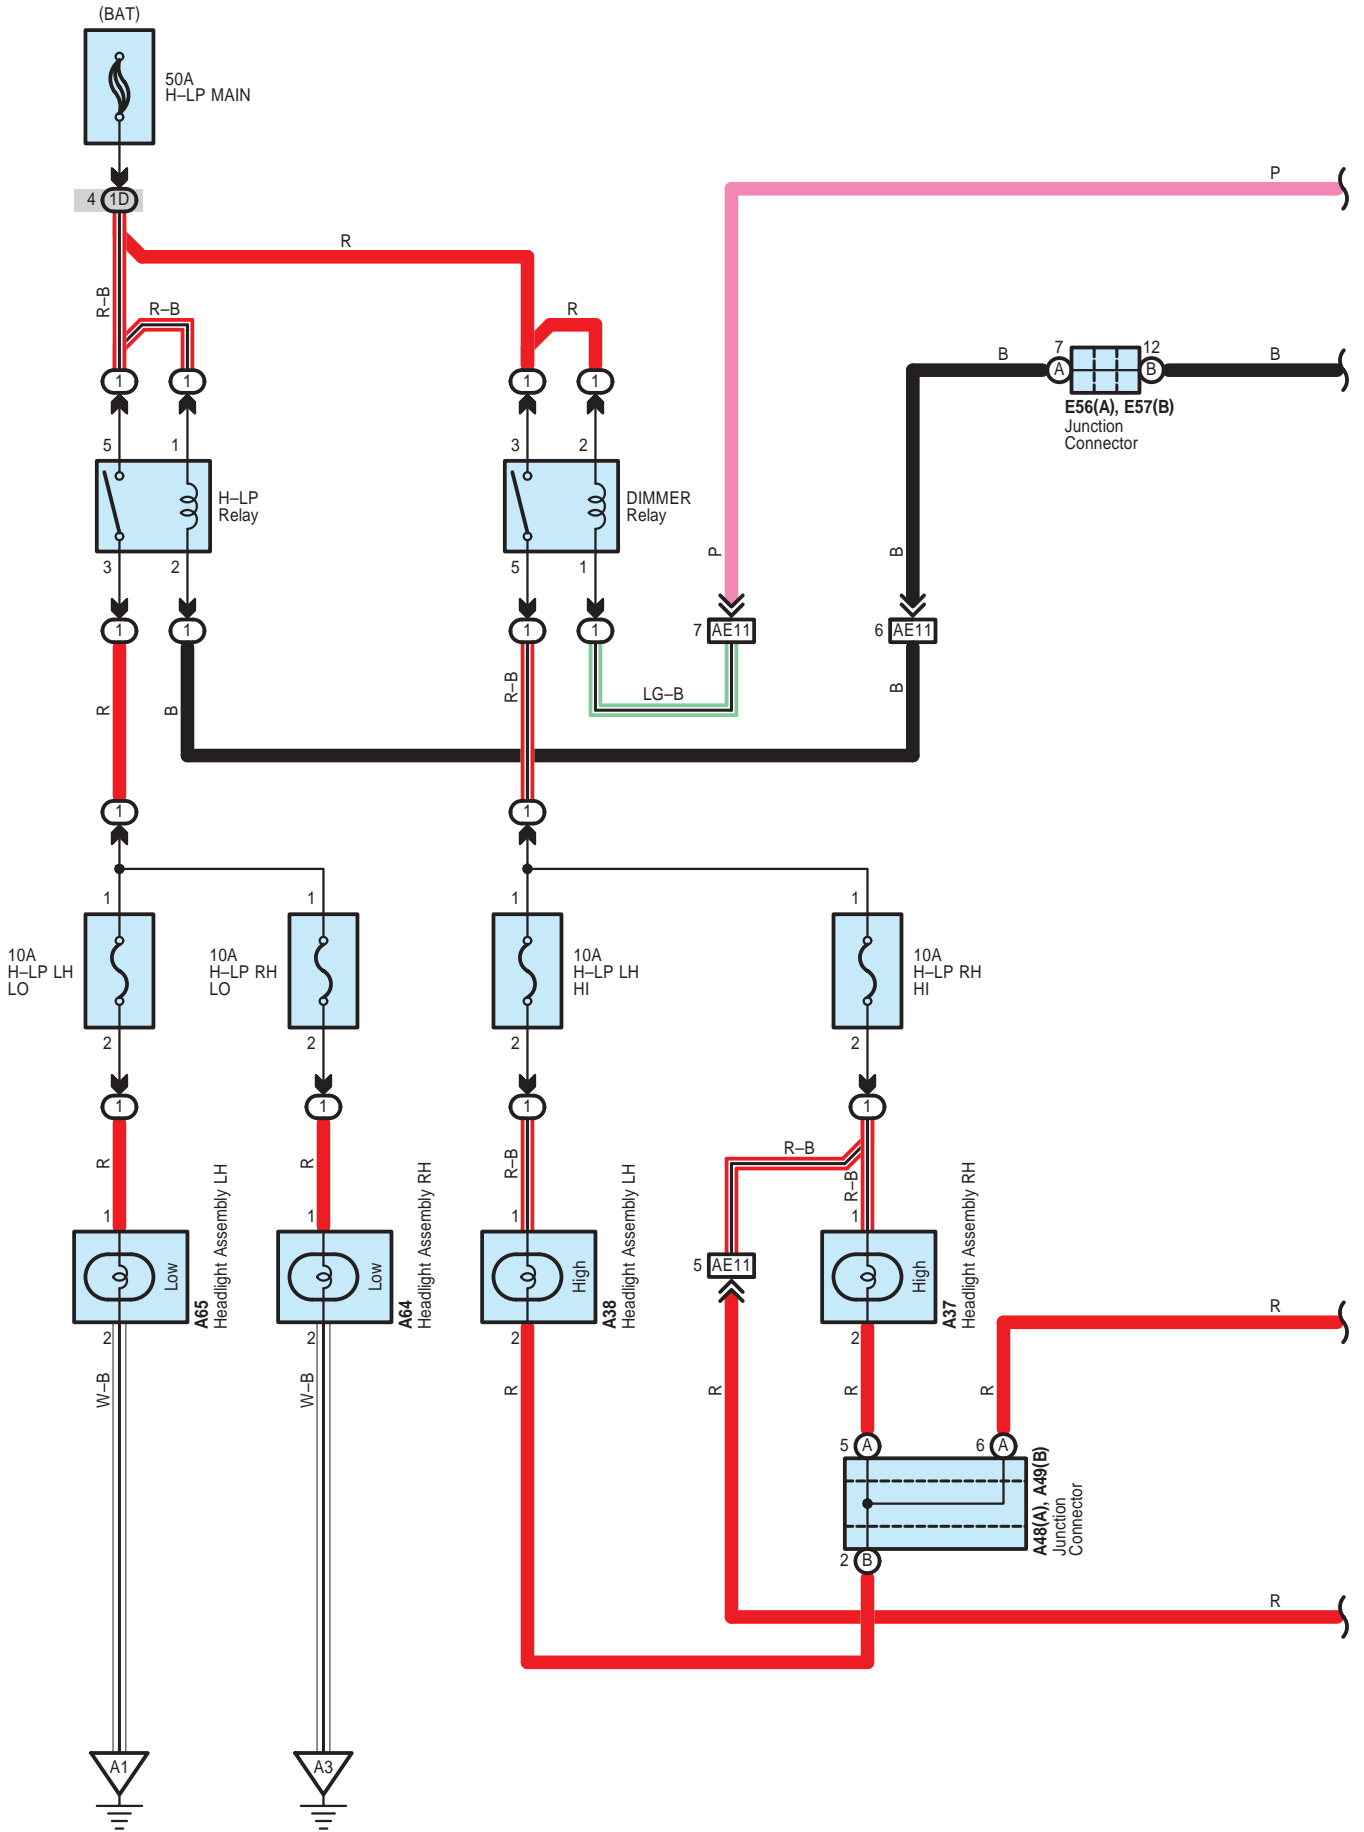 (BAT)
50A
H–LP MAIN
4 1D
P
R
R–B
R–B
R
1
1
1
1
B
7
A
12
B
B
E56(A), E57(B)
Junction
Connector
5
1
3
2
H–LP
Relay
DIMMER
Relay
3
2
5
1
P
B
1
1
1
1
7 AE11
6 AE11
R
B
R–B
LG–B
B
1
1
1
1
1
1
10A
H–LP LH
LO
10A
H–LP RH
LO
10A
H–LP LH
HI
10A
H–LP RH
HI
2
2
2
2
1
1
1
1
R
R
R–B
R–B
R–B
1
1
1
1
Low
A65
Headlight Assembly LH
Low
A64
Headlight Assembly RH
High
A38
Headlight Assembly LH
5 AE11
High
A37
Headlight Assembly RH
2
2
2
2
R
W–B
W–B
R
R
R
R
5 A
6 A
A48(A), A49(B)
Junction
Connector
2 B
R
A1
A3